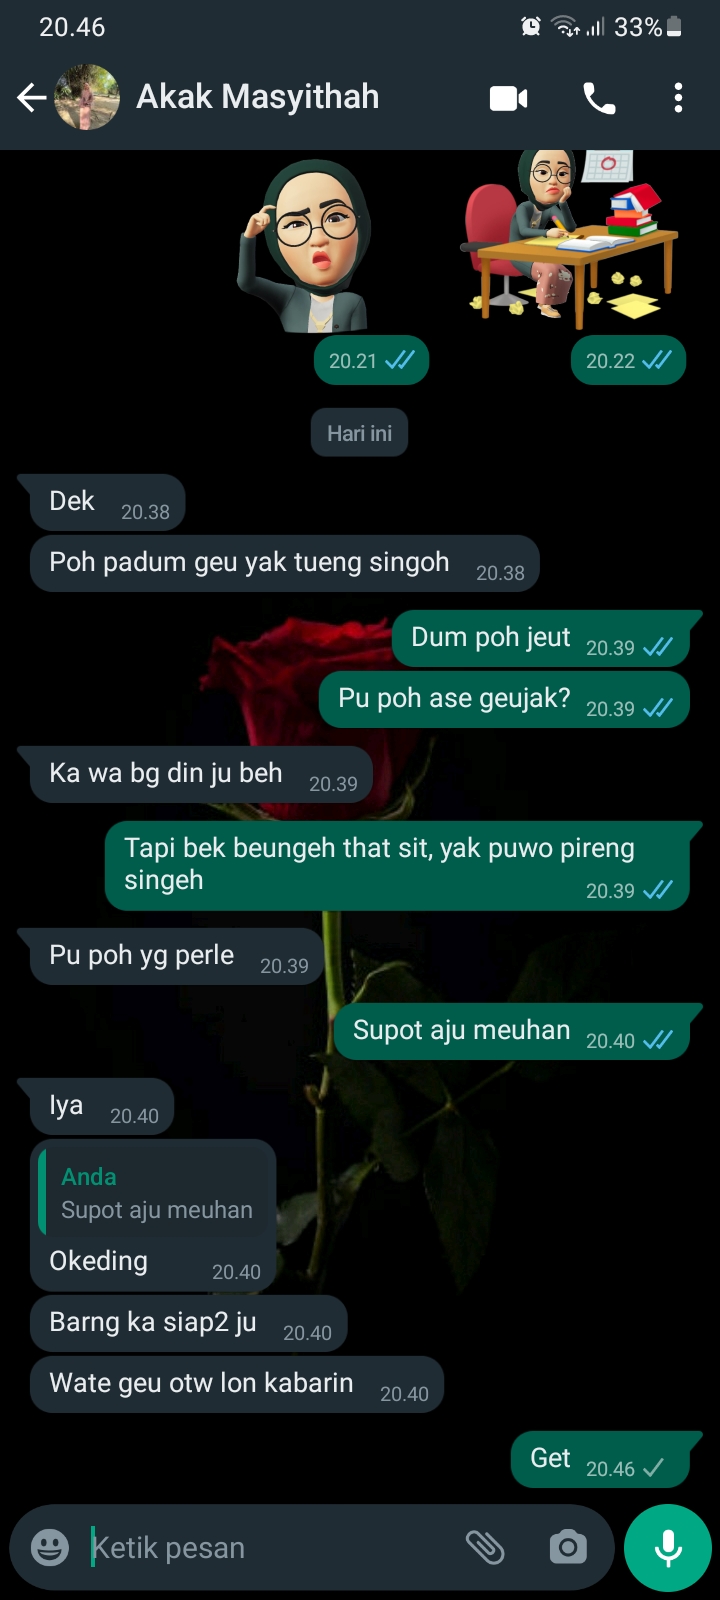 20.46
33%
Akak Masyithah
20.21
20.22
Hari ini
Dek 20.38
Poh padum geu yak tueng singoh 20.38
Dum poh jeut 20.39
Pu poh ase geujak? 20.39
Ka wa bg din ju beh 20.39
Tapi bek beungeh that sit, yak puwo pireng
singeh 20.39
Pu poh yg perle 20.39
Supot aju meuhan 20.40
Iya 20.40
Anda
Supot aju meuhan
Okeding 20.40
Barng ka siap2 ju 20.40
Wate geu otw lon kabarin 20.40
Get 20.46
Ketik pesan